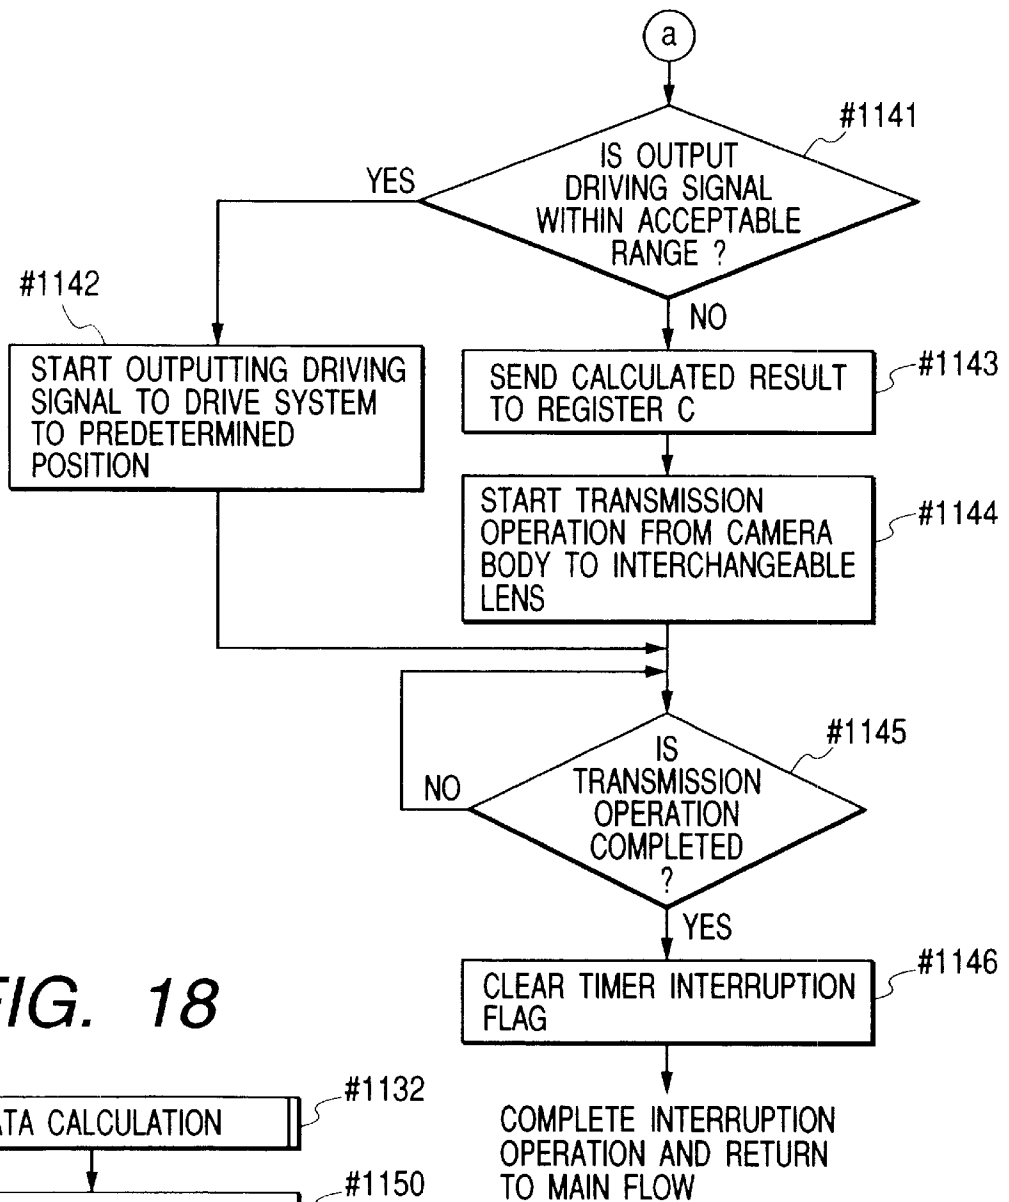 a
#1141
IS OUTPUT
DRIVING SIGNAL
WITHIN ACCEPTABLE
RANGE ?
YES
NO
#1142
START OUTPUTTING DRIVING
SIGNAL TO DRIVE SYSTEM
TO PREDETERMINED
POSITION
#1143
SEND CALCULATED RESULT
TO REGISTER C
#1144
START TRANSMISSION
OPERATION FROM CAMERA
BODY TO INTERCHANGEABLE
LENS
#1145
IS
TRANSMISSION
OPERATION
COMPLETED
?
NO
YES
#1146
CLEAR TIMER INTERRUPTION
FLAG
COMPLETE INTERRUPTION
OPERATION AND RETURN
TO MAIN FLOW
18
#1132
CALCULATION
#1150